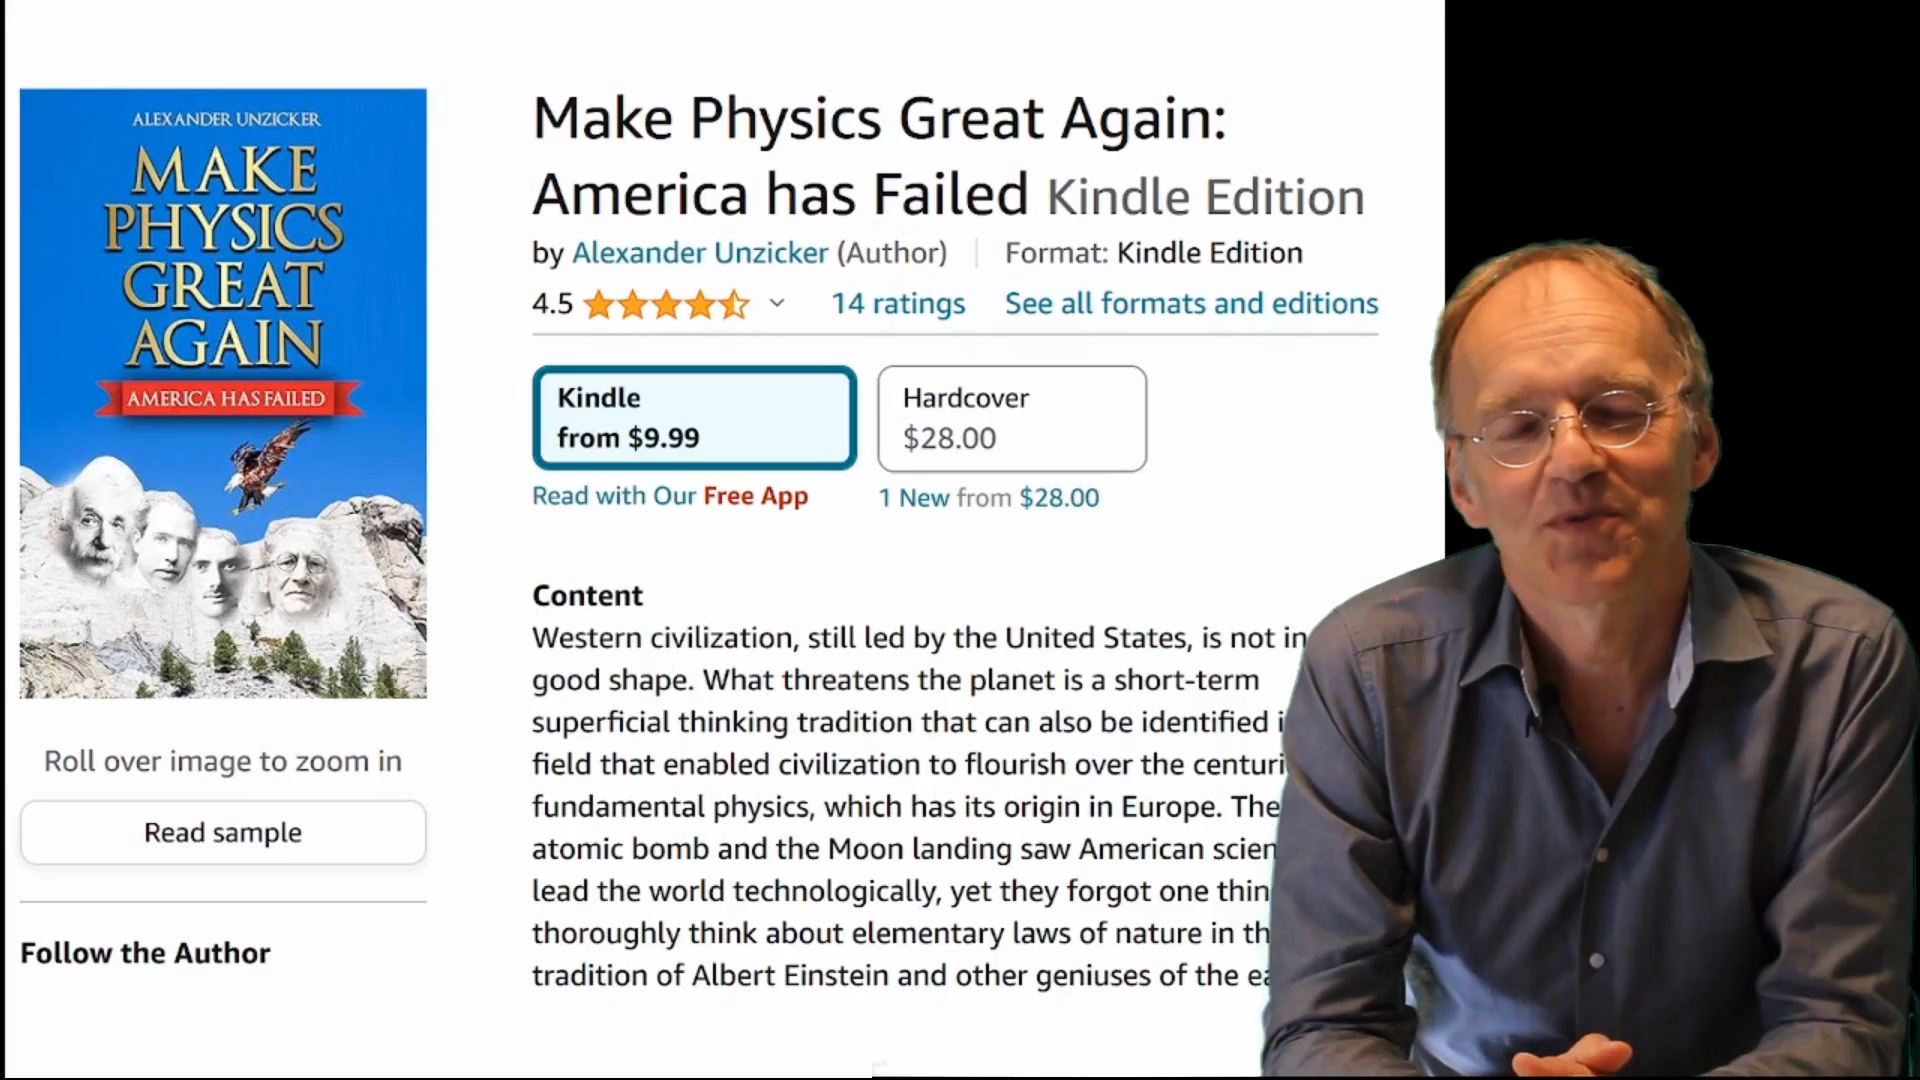 ALEXANDER UNZICKER
MAKE
PHYSICS
GREAT
AGAIN
AMERICA HAS FAILED
Roll over image to zoom in
Read sample
Follow the Author
Make Physics Great Again:
America has Failed Kindle Edition
by Alexander Unzicker (Author) Format: Kindle Edition
4.5 14 ratings See all formats and editions
Kindle
from $9.99
Hardcover
$28.00
Read with Our Free App
1 New from $28.00
Content
Western civilization, still led by the United States, is not in
good shape. What threatens the planet is a short-term
superficial thinking tradition that can also be identified
field that enabled civilization to flourish over the
fundamental physics, which has its origin in Europe. The
atomic bomb and the Moon landing saw American
lead the world technologically, yet they forgot one
thoroughly think about elementary laws of nature in
tradition of Albert Einstein and other geniuses of the